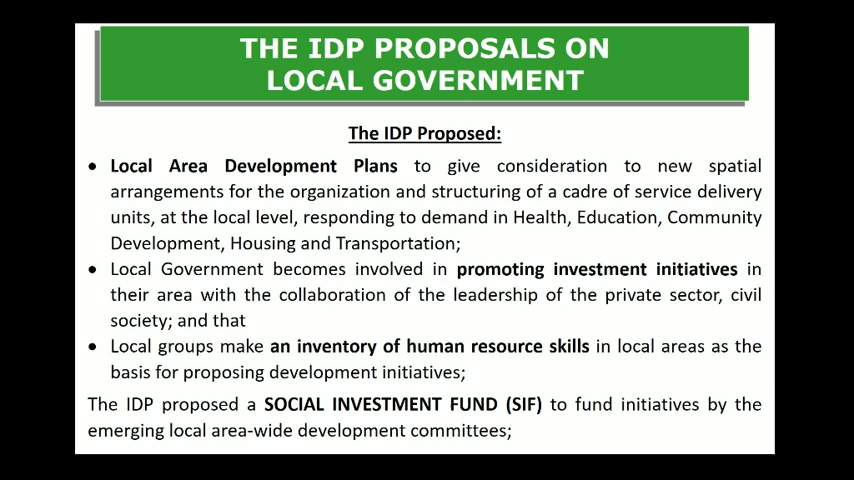 THE IDP PROPOSALS ON
LOCAL GOVERNMENT
The IDP Proposed:
• Local Area Development Plans to give consideration to new spatial
arrangements for the organization and structuring of a cadre of service delivery
units, at the local level, responding to demand in Health, Education, Community
Development, Housing and Transportation;
• Local Government becomes involved in promoting investment initiatives in
their area with the collaboration of the leadership of the private sector, civil
society; and that
• Local groups make an inventory of human resource skills in local areas as the
basis for proposing development initiatives;
The IDP proposed a SOCIAL INVESTMENT FUND (SIF) to fund initiatives by the
emerging local area-wide development committees;